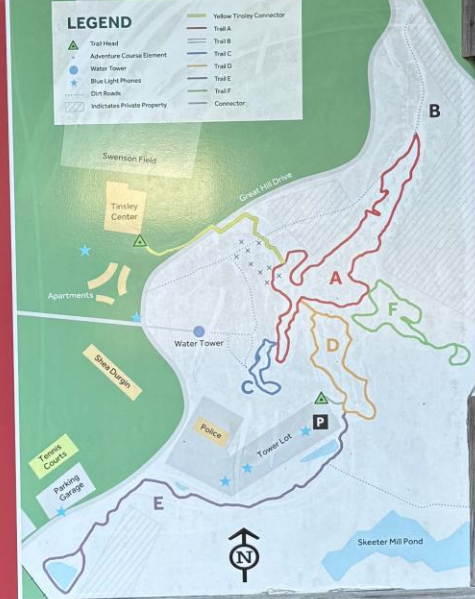 LEGEND
Trail Head
Adventure Course Element
Water Tower
Blue Light Phones
Dirt Roads
Indictates Private Property
Yellow Tinsley Connector
Trail A
Trail B
Trail C
Trail D
Trail E
Trail F
Connector
B
Swenson Field
Great Hill Drive
Tinsley
Center
A
Apartments
F
Water Tower
D
C
Shea Durgin
P
Police
Tower Lot
Tennis
Courts
Parking
Garage
E
N
Skeeter Mill Pond